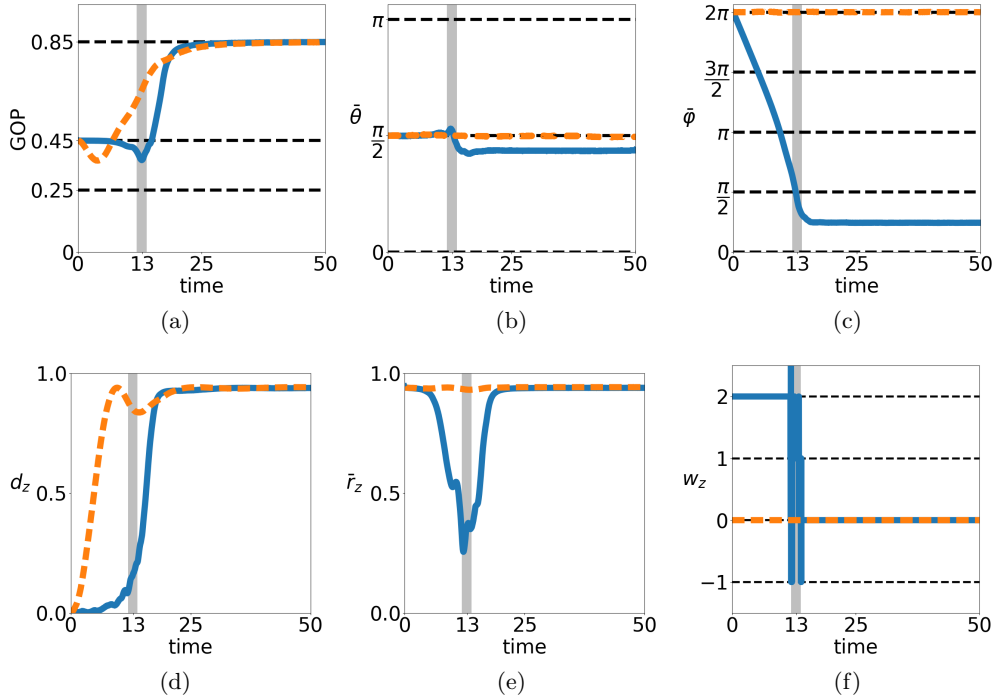 0.85
0.45
0.25
0
GOP
0 13 25 50
time
(a)
π
π/2
0
θ̄
0 13 25 50
time
(b)
2π
3π/2
π
π/2
0
φ̄
0 13 25 50
time
(c)
1.0
0.5
0.0
d_z
0 13 25 50
time
(d)
1.0
0.5
0.0
r̄_z
0 13 25 50
time
(e)
2
1
0
−1
w_z
0 13 25 50
time
(f)